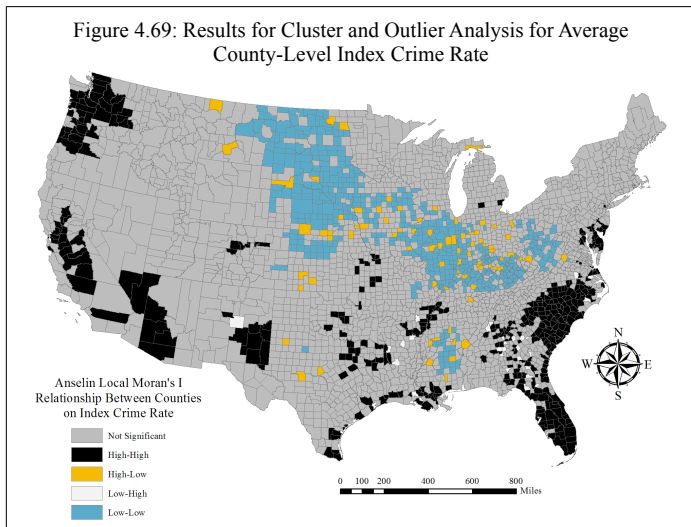 Figure 4.69: Results for Cluster and Outlier Analysis for Average
County-Level Index Crime Rate
N
W
E
S
Anselin Local Moran's I
Relationship Between Counties
on Index Crime Rate
Not Significant
High-High
High-Low
Low-High
Low-Low
0 100 200 400 600 800
Miles